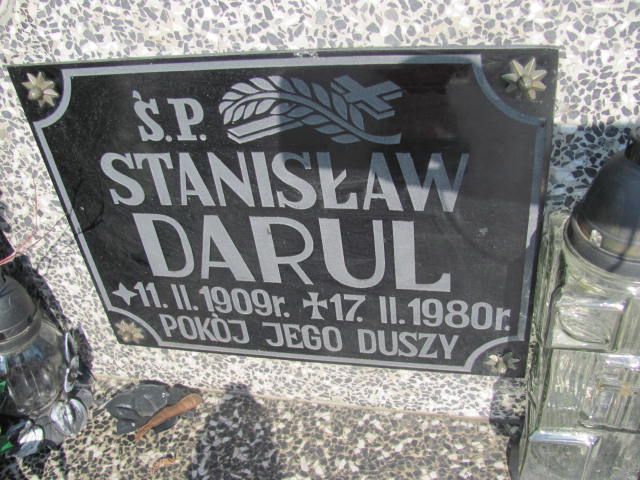 Ś.P.
STANISŁAW
DARUL
✦11. II. 1909r. ✝17. II. 1980r.
POKÓJ JEGO DUSZY